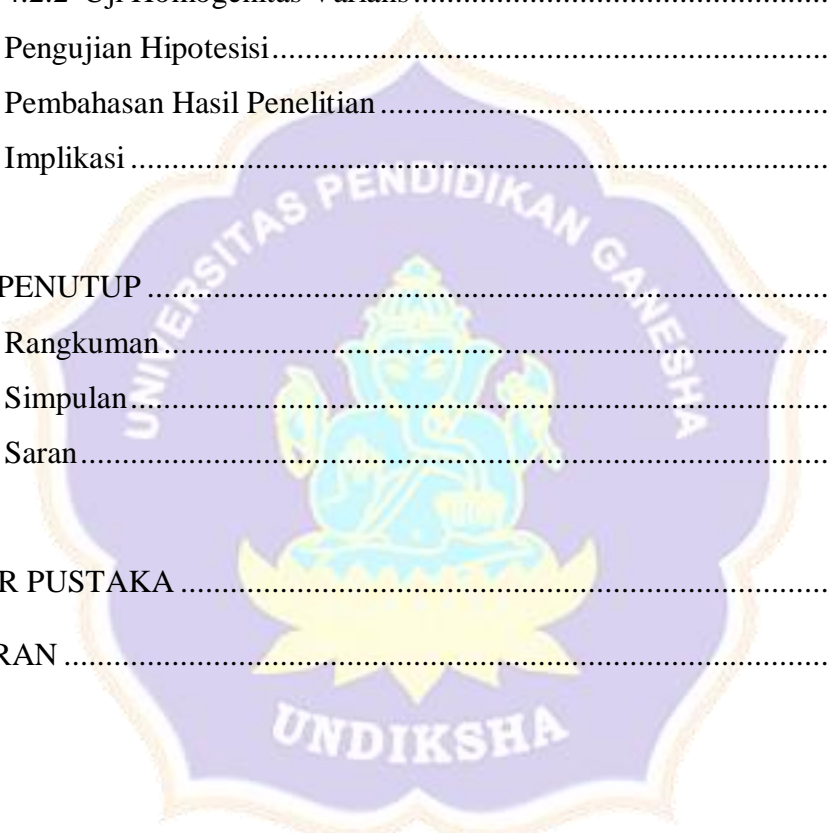 4.2.2 Uji Homogenitas Varians..........
Pengujian Hipotesisi..........
Pembahasan Hasil Penelitian..........
Implikasi..........
UNIVERSITAS PENDIDIKAN GANESHA
PENUTUP..........
Rangkuman..........
Simpulan..........
Saran..........
R PUSTAKA..........
RAN..........
UNDIKSHA